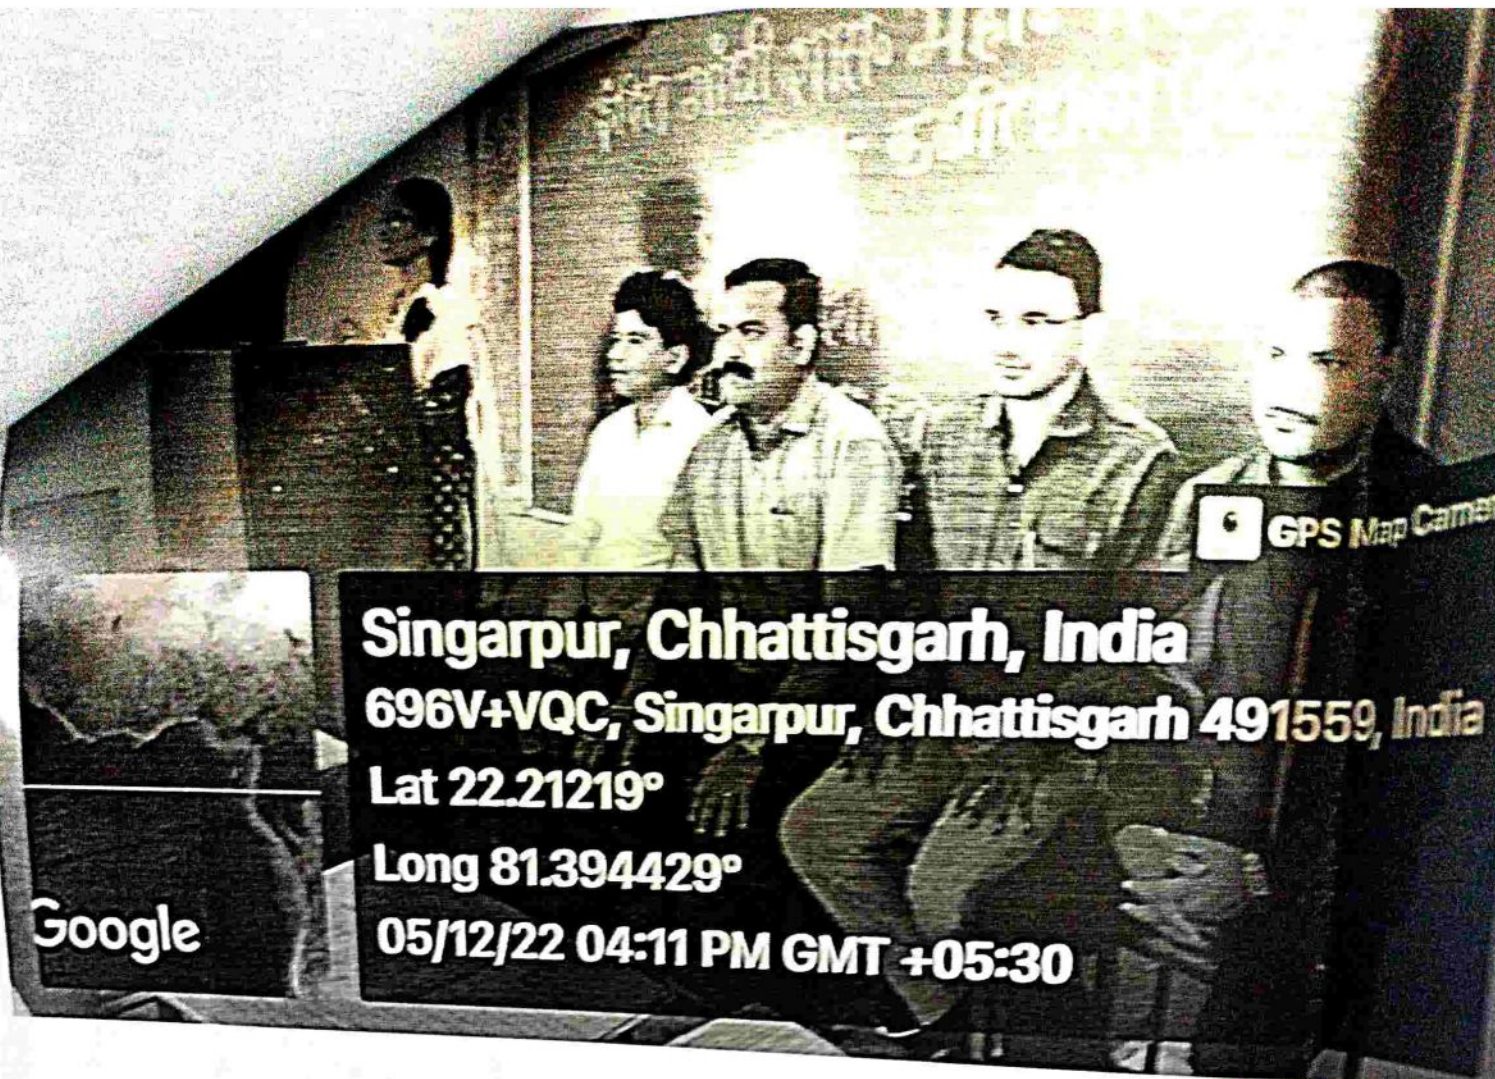 GPS Map Camer
Singarpur, Chhattisgarh, India
696V+VQC, Singarpur, Chhattisgarh 491559, India
Lat 22.21219°
Long 81.394429°
05/12/22 04:11 PM GMT +05:30
Google